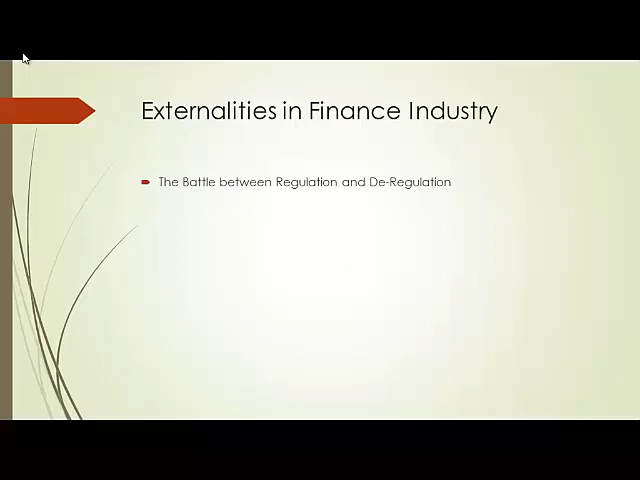 Externalities in Finance Industry
The Battle between Regulation and De-Regulation